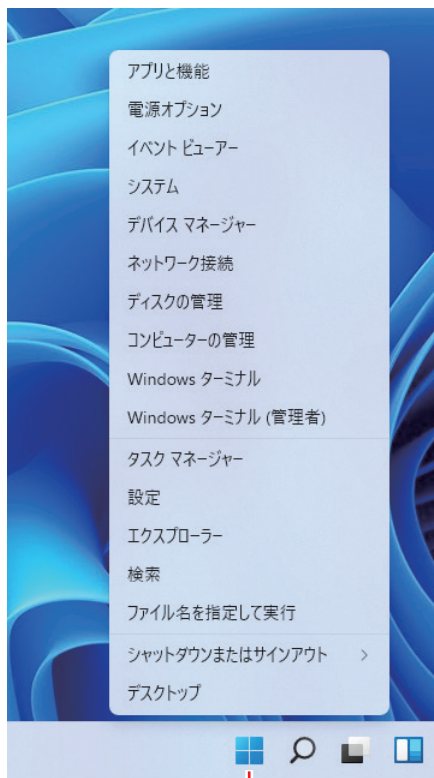 アプリと機能
電源オプション
イベント ビューアー
システム
デバイス マネージャー
ネットワーク接続
ディスクの管理
コンピューターの管理
Windows ターミナル
Windows ターミナル (管理者)
タスク マネージャー
設定
エクスプローラー
検索
ファイル名を指定して実行
シャットダウンまたはサインアウト
デスクトップ